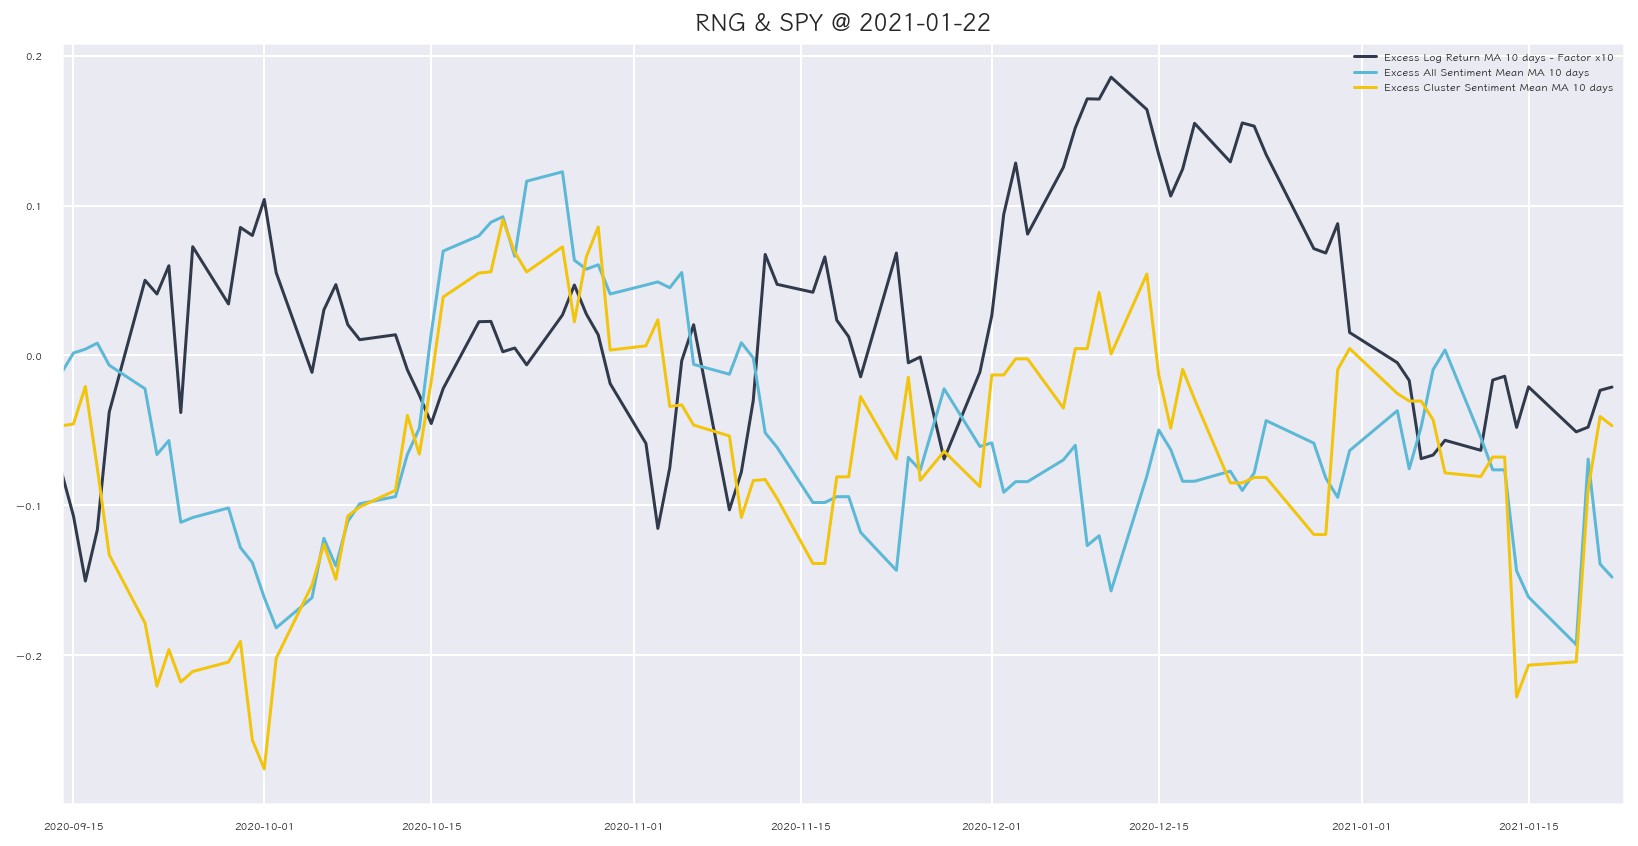 RNG & SPY @ 2021-01-22
Excess Log Return MA 10 days - Factor x10
Excess All Sentiment Mean MA 10 days
Excess Cluster Sentiment Mean MA 10 days
0.2
0.1
0.0
−0.1
−0.2
2020-09-15 2020-10-01 2020-10-15 2020-11-01 2020-11-15 2020-12-01 2020-12-15 2021-01-01 2021-01-15